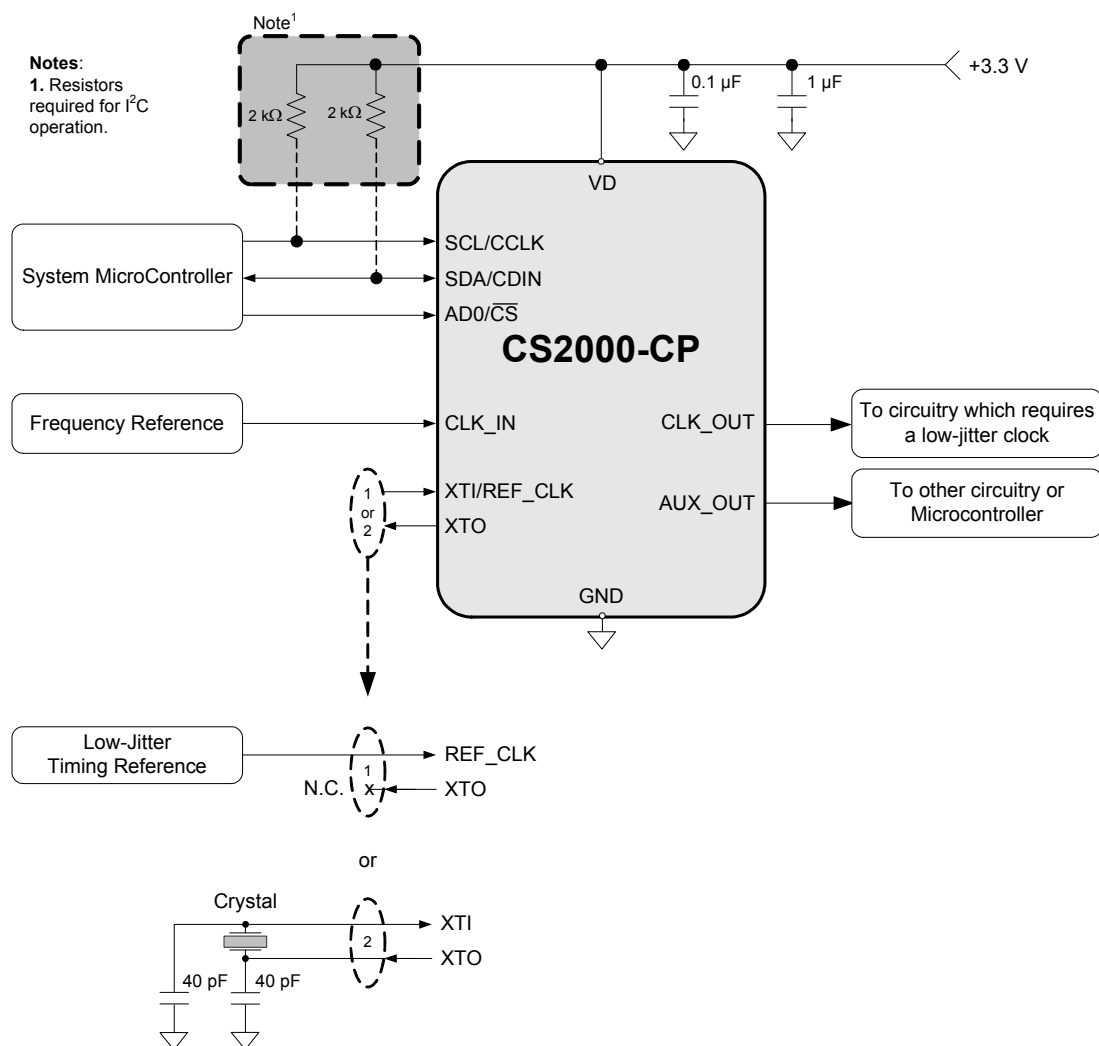 Note¹
Notes:
1. Resistors
required for I²C
operation.
+3.3 V
0.1 µF
1 µF
2 kΩ
2 kΩ
VD
System MicroController
SCL/CCLK
SDA/CDIN
AD0/C̅S̅
CS2000-CP
Frequency Reference
CLK_IN
CLK_OUT
To circuitry which requires
a low-jitter clock
XTI/REF_CLK
XTO
1
or
2
AUX_OUT
To other circuitry or
Microcontroller
GND
Low-Jitter
Timing Reference
REF_CLK
1
N.C.
x
XTO
or
Crystal
XTI
2
XTO
40 pF
40 pF